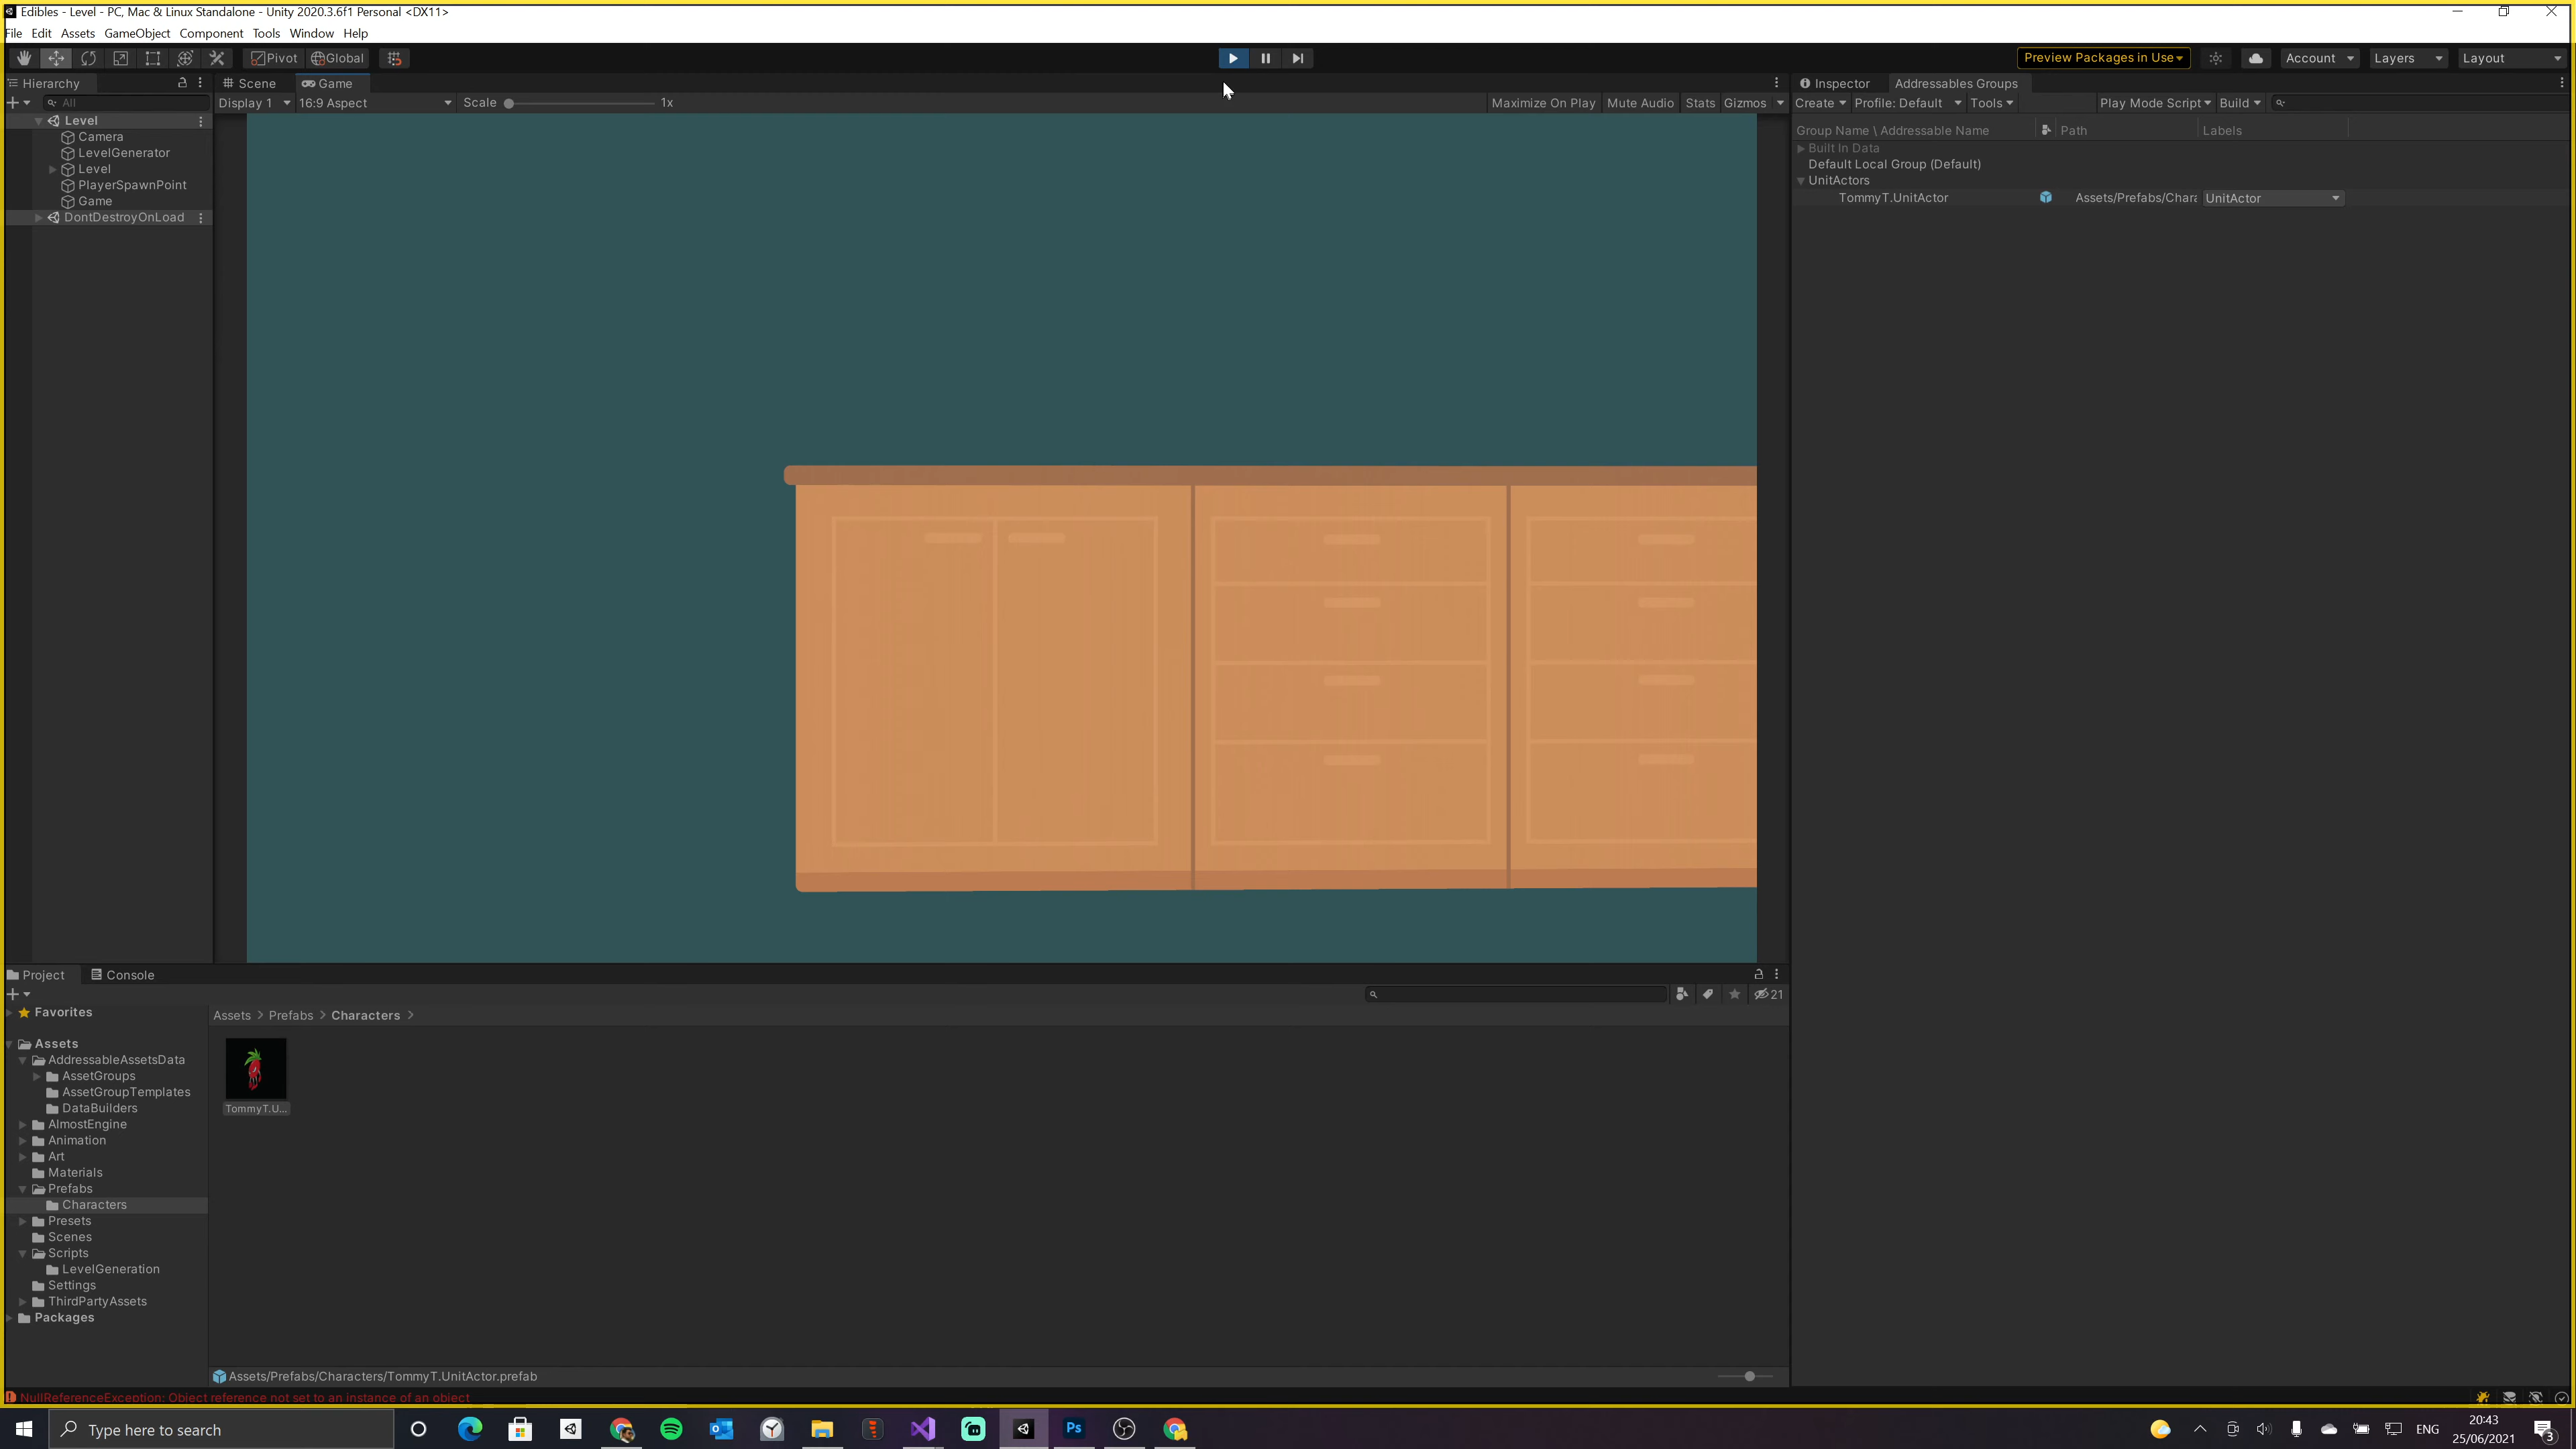 Edibles - Level - PC, Mac & Linux Standalone - Unity 2020.3.6f1 Personal <DX11>
File Edit Assets GameObject Component Tools Window Help
Pivot Global
Preview Packages in Use
Account Layers Layout
Hierarchy
All
Level
Camera
LevelGenerator
Level
PlayerSpawnPoint
Game
DontDestroyOnLoad
Scene Game
Display 1 16:9 Aspect Scale 1x Maximize On Play Mute Audio Stats Gizmos
Inspector Addressables Groups
Create Profile: Default Tools Play Mode Script Build
Group Name \ Addressable Name Path Labels
Built In Data
Default Local Group (Default)
UnitActors
TommyT.UnitActor Assets/Prefabs/Chara UnitActor
Project Console
21
Favorites
Assets
AddressableAssetsData
AssetGroups
AssetGroupTemplates
DataBuilders
AlmostEngine
Animation
Art
Materials
Prefabs
Characters
Presets
Scenes
Scripts
LevelGeneration
Settings
ThirdPartyAssets
Packages
Assets > Prefabs > Characters >
TommyT.U...
Assets/Prefabs/Characters/TommyT.UnitActor.prefab
NullReferenceException: Object reference not set to an instance of an object
Type here to search
Ps
ENG
20:43
25/06/2021
3